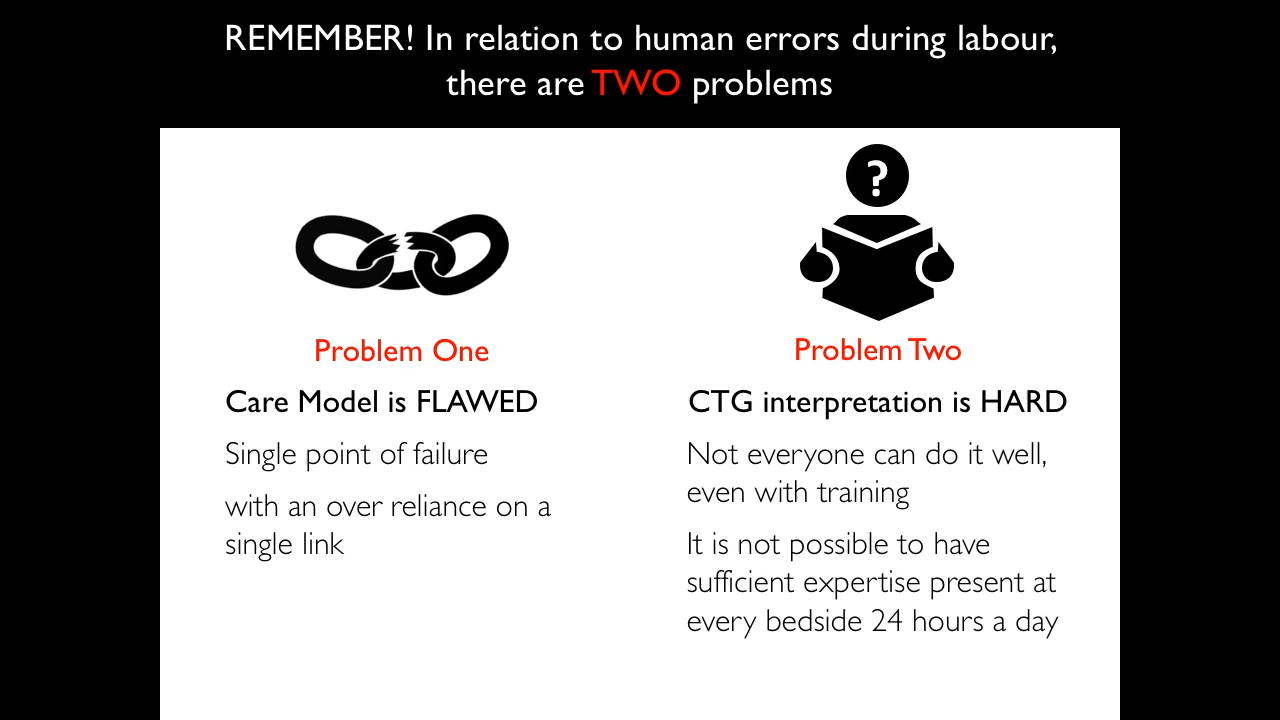 REMEMBER! In relation to human errors during labour,
there are TWO problems
?
Problem One
Care Model is FLAWED
Single point of failure
with an over reliance on a
single link
Problem Two
CTG interpretation is HARD
Not everyone can do it well,
even with training
It is not possible to have
sufficient expertise present at
every bedside 24 hours a day